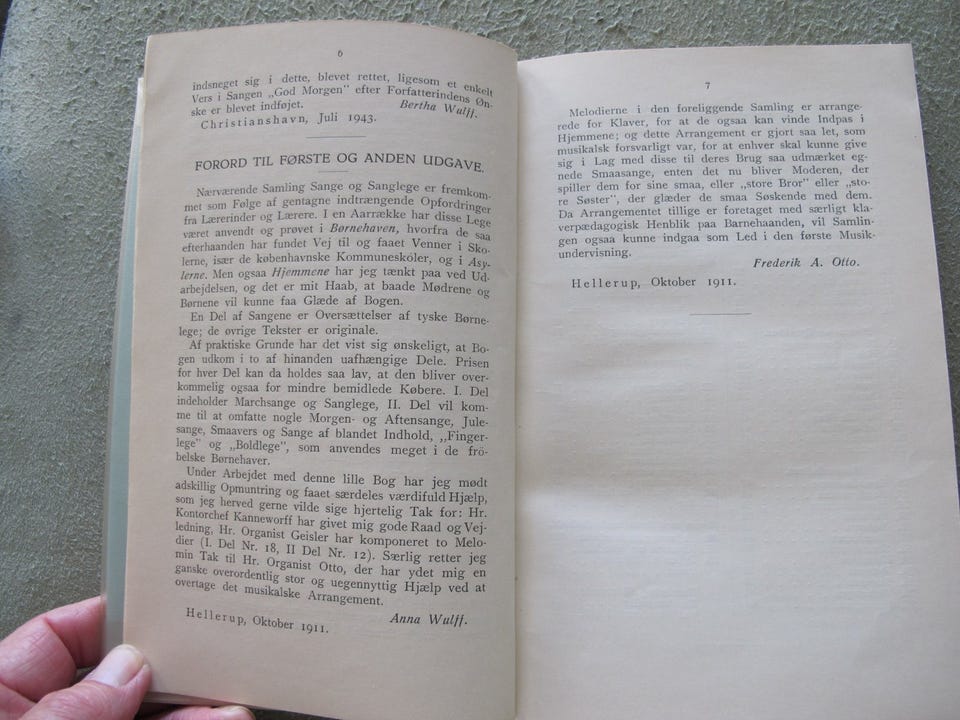 6
indsneget sig i dette, blevet rettet, ligesom et enkelt
Vers i Sangen „God Morgen" efter Forfatterindens Øn-
ske er blevet indføjet.
Bertha Wulff.
Christianshavn, Juli 1943.
FORORD TIL FØRSTE OG ANDEN UDGAVE.
Nærværende Samling Sange og Sanglege er fremkom-
met som Følge af gentagne indtrængende Opfordringer
fra Lærerinder og Lærere. I en Aarrække har disse Lege
været anvendt og prøvet i Børnehaven, hvorfra de saa
efterhaanden har fundet Vej til og faaet Venner i Sko-
lerne, især de københavnske Kommuneskoler, og i Asy-
lerne. Men ogsaa Hjemmene har jeg tænkt paa ved Ud-
arbejdelsen, og det er mit Haab, at baade Mødrene og
Børnene vil kunne faa Glæde af Bogen.
En Del af Sangene er Oversættelser af tyske Børne-
lege; de øvrige Tekster er originale.
Af praktiske Grunde har det vist sig ønskeligt, at Bo-
gen udkom i to af hinanden uafhængige Dele. Prisen
for hver Del kan da holdes saa lav, at den bliver over-
kommelig ogsaa for mindre bemidlede Købere. I. Del
indeholder Marchsange og Sanglege, II. Del vil kom-
me til at omfatte nogle Morgen- og Aftensange, Jule-
sange, Smaavers og Sange af blandet Indhold, „Finger-
lege" og „Boldlege", som anvendes meget i de frö-
belske Børnehaver.
Under Arbejdet med denne lille Bog har jeg mødt
adskillig Opmuntring og faaet særdeles værdifuld Hjælp,
som jeg herved gerne vilde sige hjertelig Tak for: Hr.
Kontorchef Kanneworff har givet mig gode Raad og Vej-
ledning, Hr. Organist Geisler har komponeret to Melo-
dier (I. Del Nr. 18, II Del Nr. 12). Særlig retter jeg
min Tak til Hr. Organist Otto, der har ydet mig en
ganske overordentlig stor og uegennyttig Hjælp ved at
overtage det musikalske Arrangement.
Anna Wulff.
Hellerup, Oktober 1911.
7
Melodierne i den foreliggende Samling er arrange-
rede for Klaver, for at de ogsaa kan vinde Indpas i
Hjemmene; og dette Arrangement er gjort saa let, som
musikalsk forsvarligt var, for at enhver skal kunne give
sig i Lag med disse til deres Brug saa udmærket eg-
nede Smaasange, enten det nu bliver Moderen, der
spiller dem for sine smaa, eller „store Bror" eller „sto-
re Søster", der glæder de smaa Søskende med dem.
Da Arrangementet tillige er foretaget med særligt kla-
verpædagogisk Henblik paa Barnehaanden, vil Samlin-
gen ogsaa kunne indgaa som Led i den første Musik-
undervisning.
Frederik A. Otto.
Hellerup, Oktober 1911.